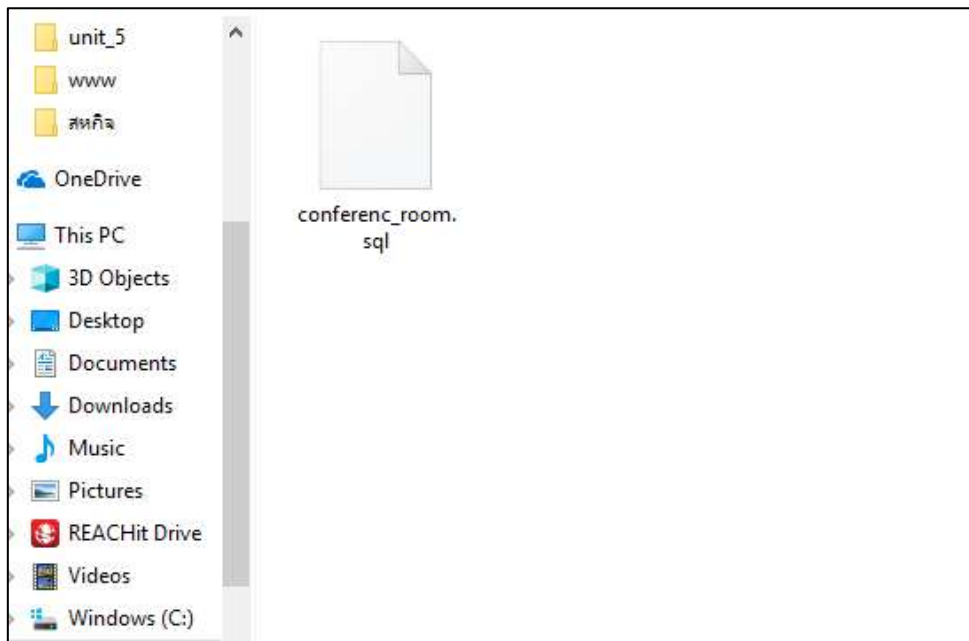 unit_5
www
สหกิจ
OneDrive
This PC
3D Objects
Desktop
Documents
Downloads
Music
Pictures
REACHit Drive
Videos
Windows (C:)
conferenc_room.
sql